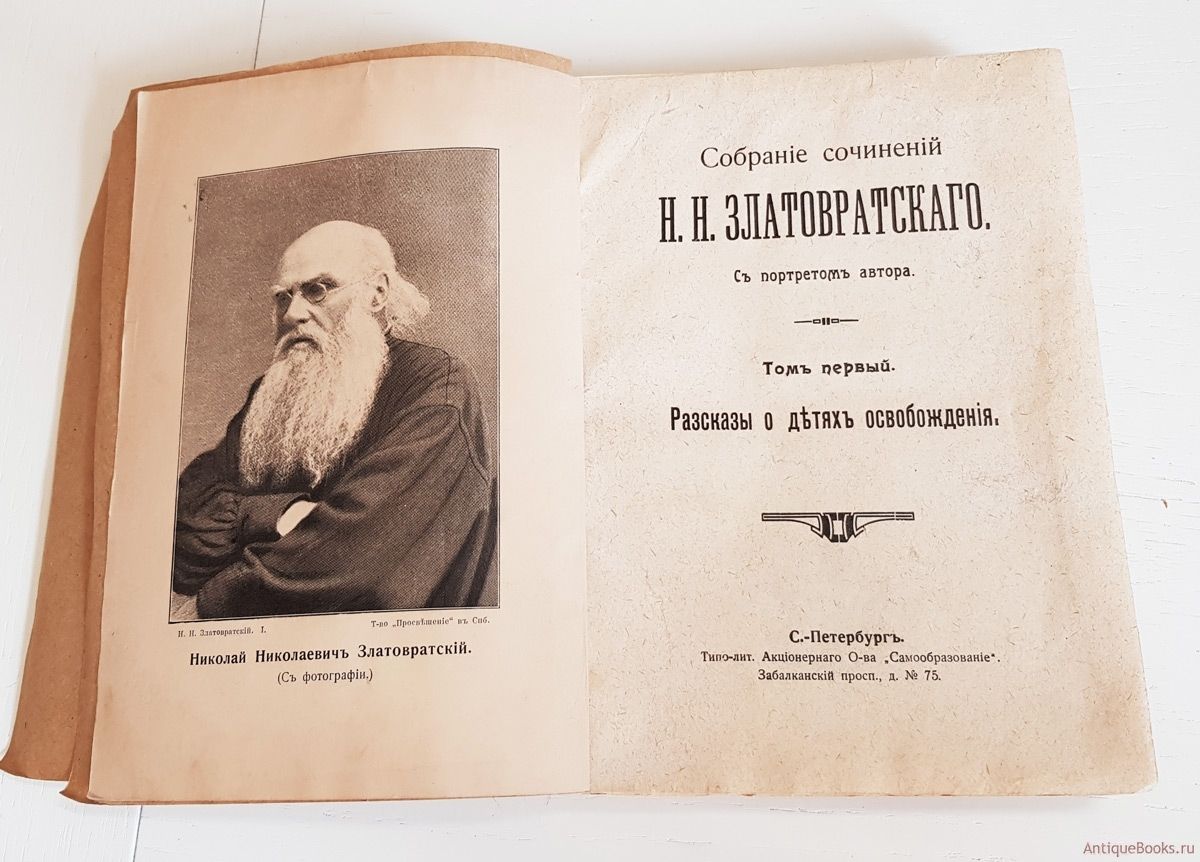 Н. Н. Златовратскій. I.
Т-во „Просвѣщеніе“ въ Спб.
Николай Николаевичъ Златовратскій.
(Съ фотографіи.)
Собраніе сочиненій
Н. Н. ЗЛАТОВРАТСКАГО.
Съ портретомъ автора.
Томъ первый.
Разсказы о дѣтяхъ освобожденія.
С.-Петербургъ.
Типо-лит. Акціонернаго О-ва „Самообразованіе“.
Забалканскій просп., д. № 75.
AntiqueBooks.ru